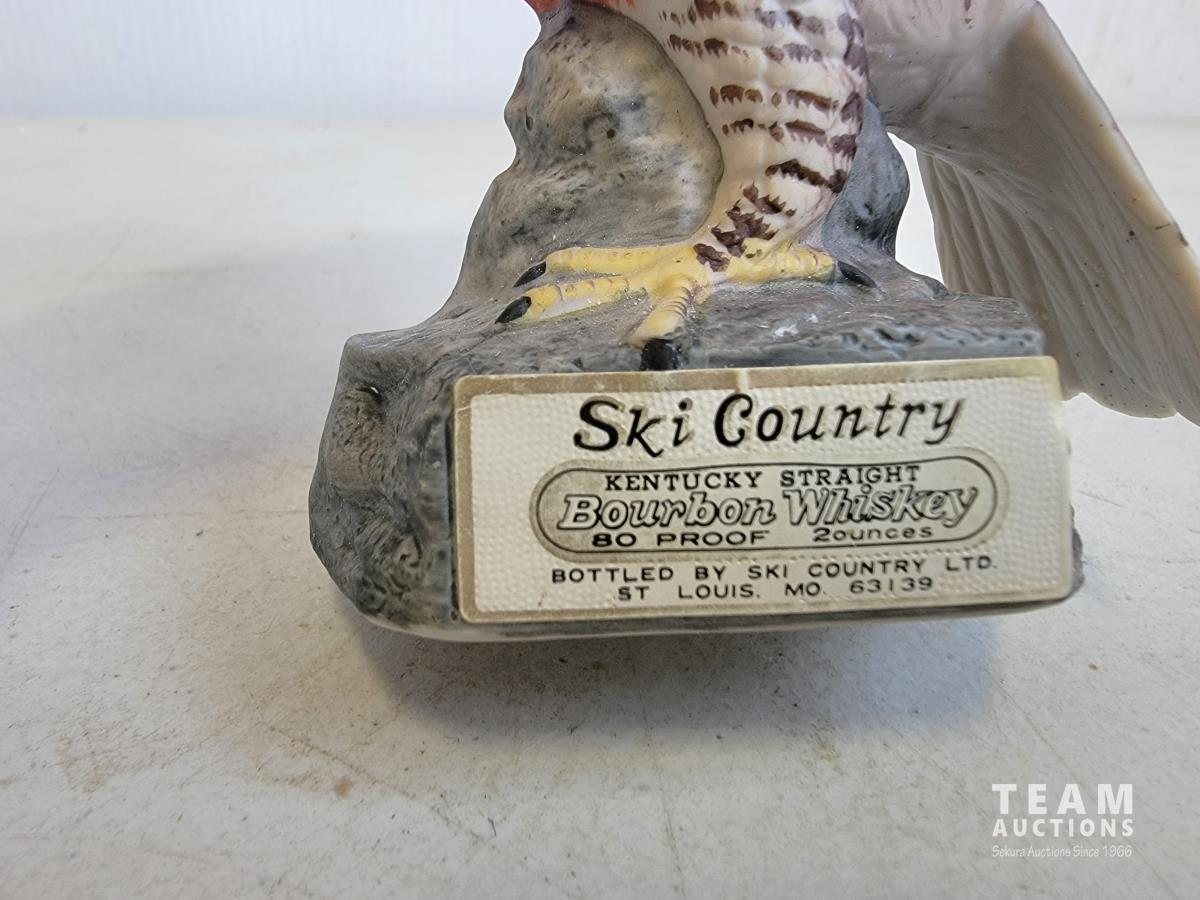 Ski Country
KENTUCKY STRAIGHT
Bourbon Whiskey
80 PROOF 2ounces
BOTTLED BY SKI COUNTRY LTD.
ST LOUIS. MO. 63139
TEAM
AUCTIONS
Sekura Auctions Since 1966